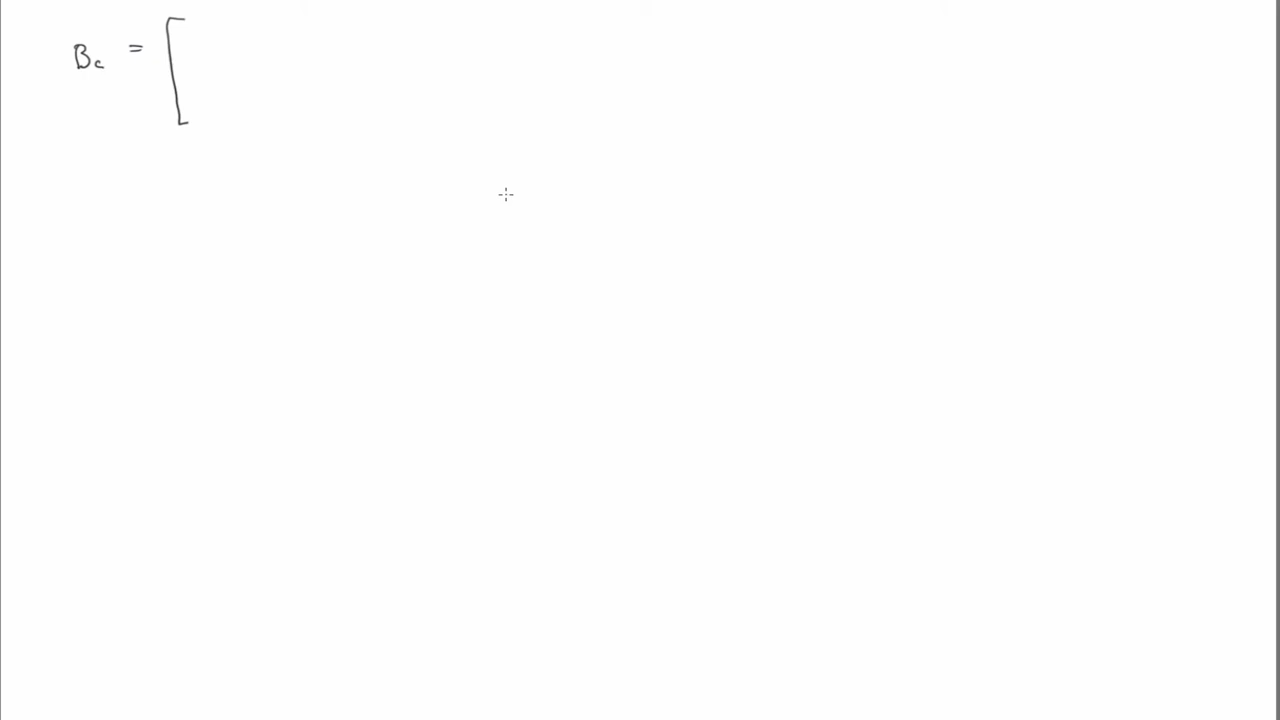 Bc = [